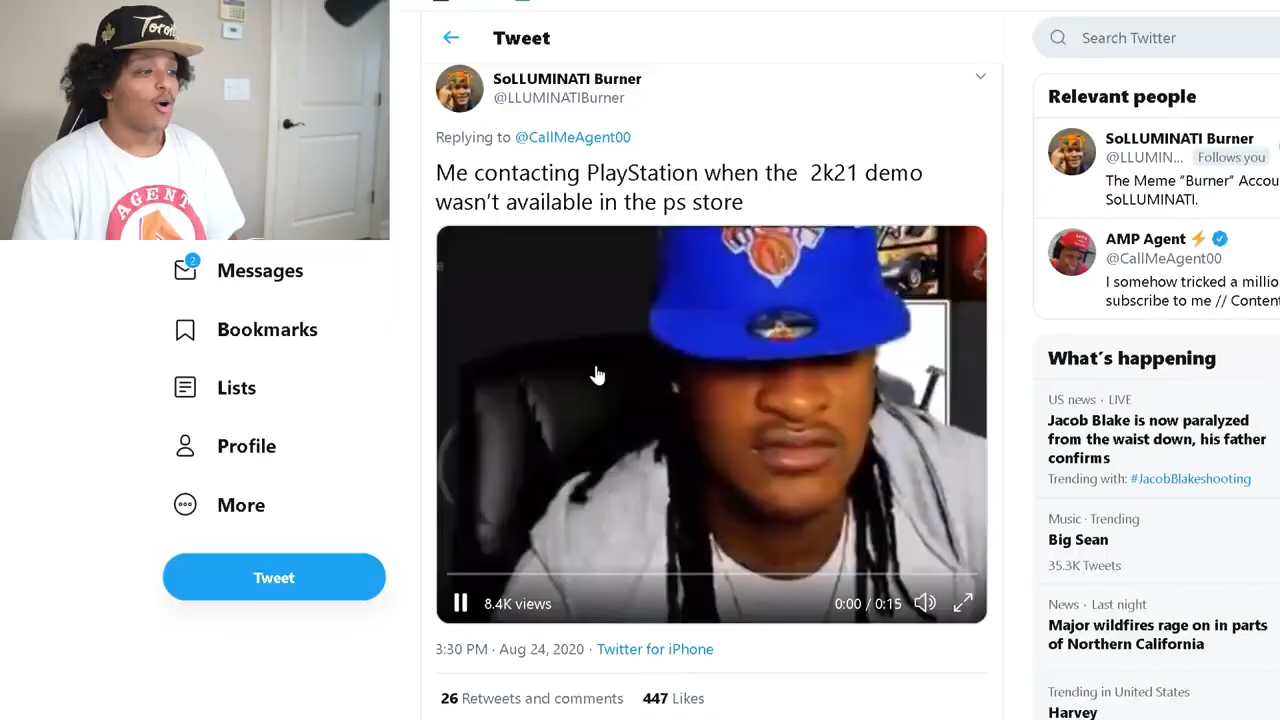 Toron
AGENT
2
Messages
Bookmarks
Lists
Profile
More
Tweet
Tweet
SoLLUMINATI Burner
@LLUMINATIBurner
Replying to @CallMeAgent00
Me contacting PlayStation when the 2k21 demo
wasn't available in the ps store
8.4K views
0:00 / 0:15
3:30 PM · Aug 24, 2020 · Twitter for iPhone
26 Retweets and comments 447 Likes
Search Twitter
Relevant people
SoLLUMINATI Burner
@LLUMIN... Follows you
The Meme "Burner" Accou
SoLLUMINATI.
AMP Agent
@CallMeAgent00
I somehow tricked a millio
subscribe to me // Conten
What's happening
US news · LIVE
Jacob Blake is now paralyzed
from the waist down, his father
confirms
Trending with: #JacobBlakeshooting
Music · Trending
Big Sean
35.3K Tweets
News · Last night
Major wildfires rage on in parts
of Northern California
Trending in United States
Harvey